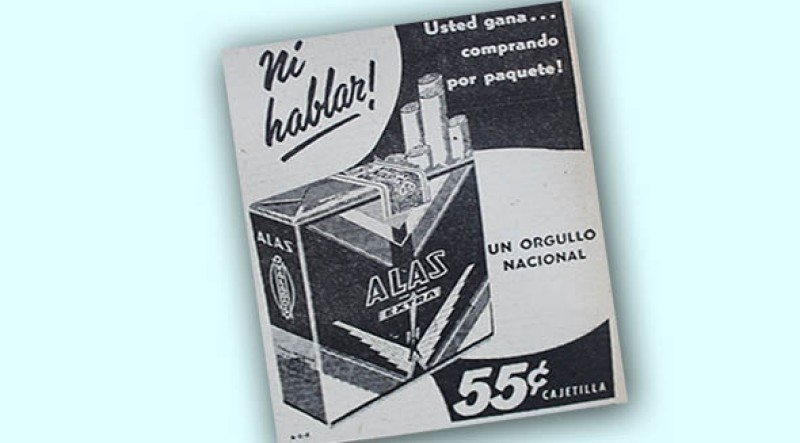 Ni
hablar!
Usted gana...
comprando
por paquete!
ALAS
ALAS
EXTRA
UN ORGULLO
NACIONAL
55¢
CAJETILLA